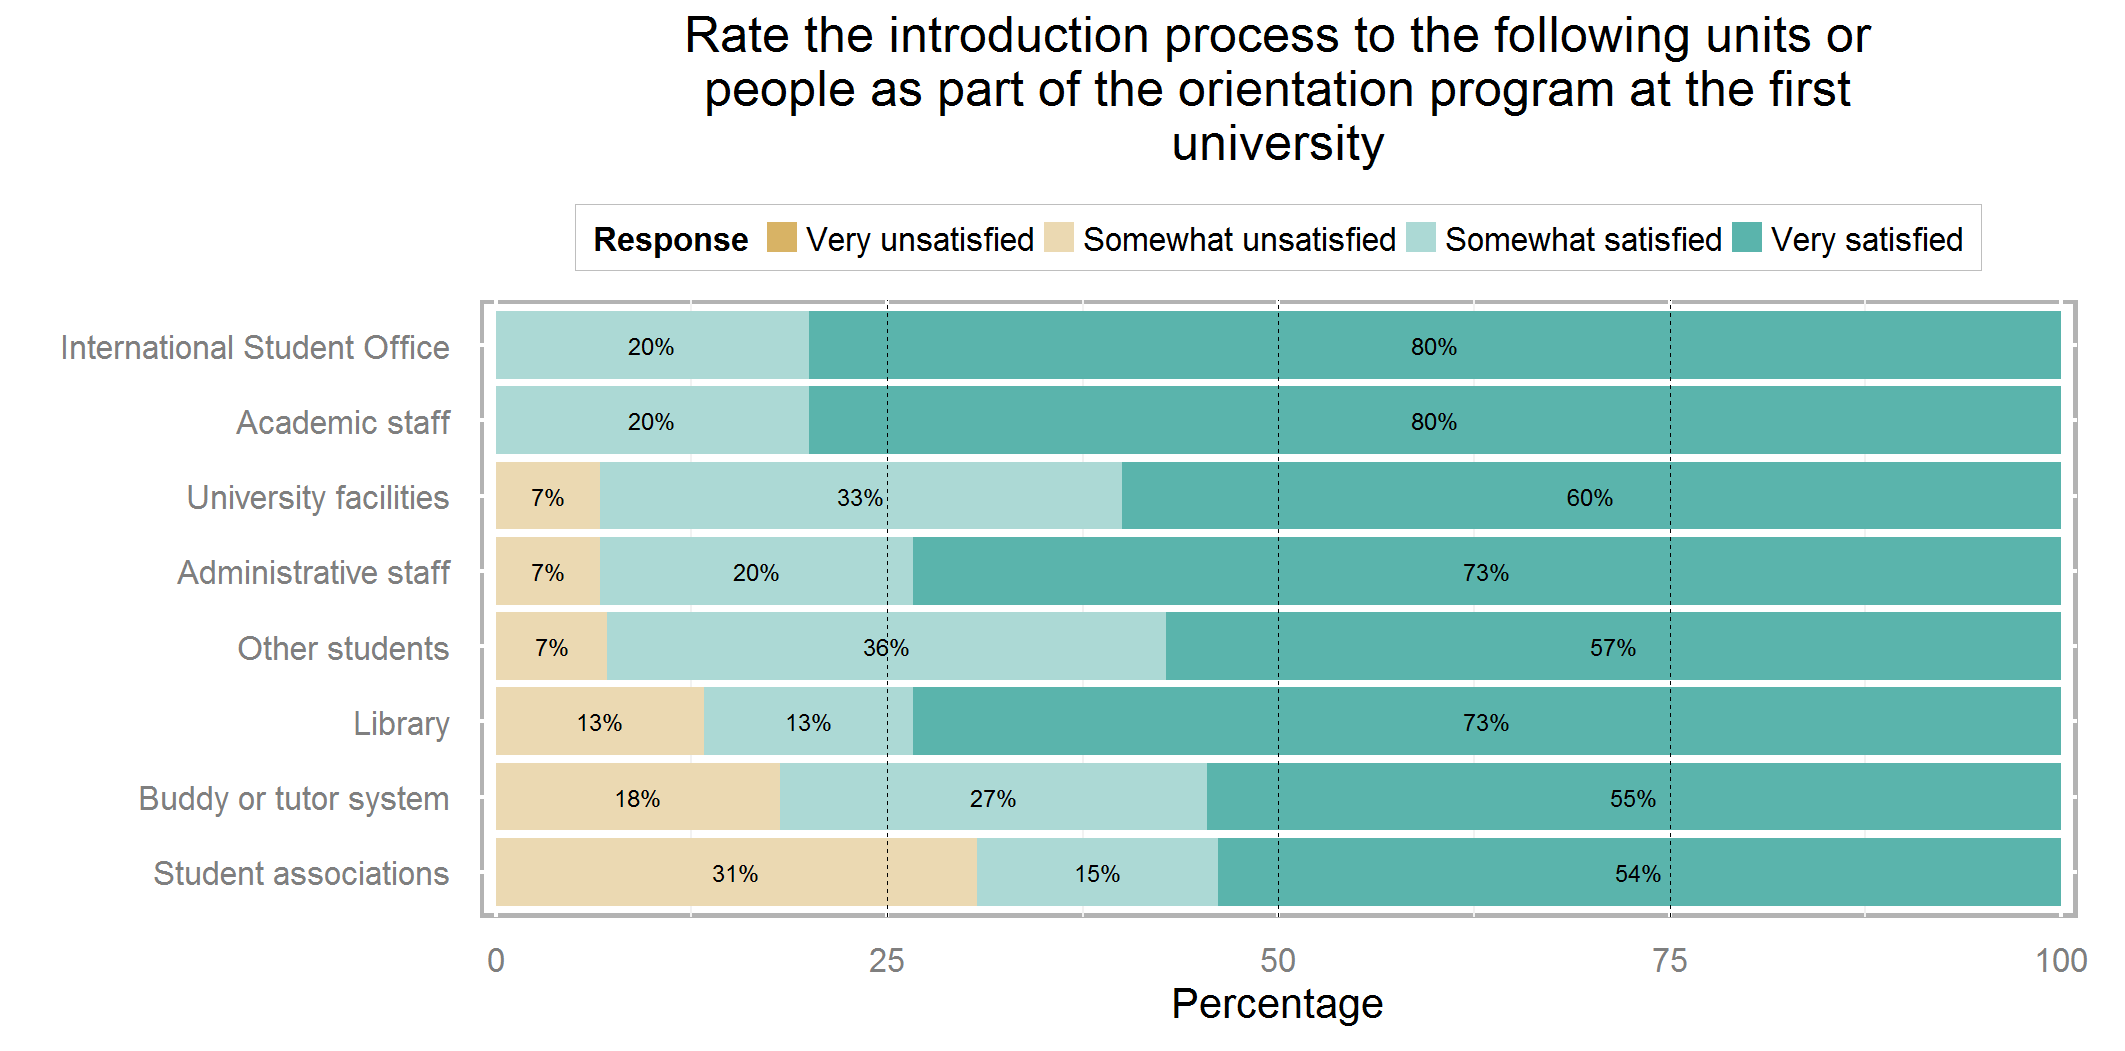 Rate the introduction process to the following units or
people as part of the orientation program at the first
university
Response Very unsatisfied Somewhat unsatisfied Somewhat satisfied Very satisfied
International Student Office 20% 80%
Academic staff 20% 80%
University facilities 7% 33% 60%
Administrative staff 7% 20% 73%
Other students 7% 36% 57%
Library 13% 13% 73%
Buddy or tutor system 18% 27% 55%
Student associations 31% 15% 54%
0 25 50 75 100
Percentage